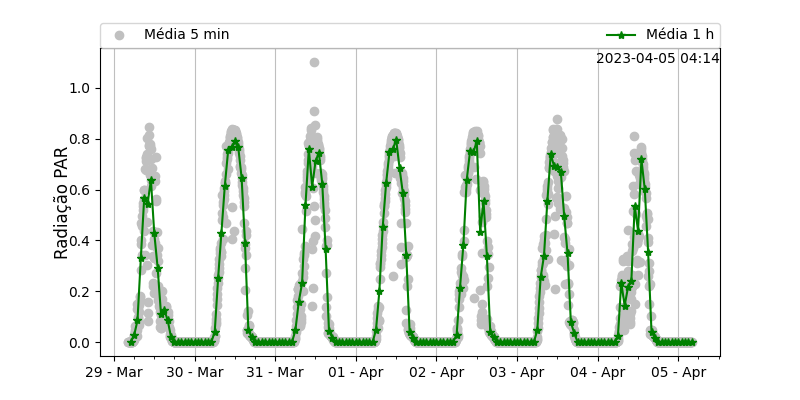 Média 5 min
Média 1 h
2023-04-05 04:14
Radiação PAR
1.0
0.8
0.6
0.4
0.2
0.0
29 - Mar
30 - Mar
31 - Mar
01 - Apr
02 - Apr
03 - Apr
04 - Apr
05 - Apr